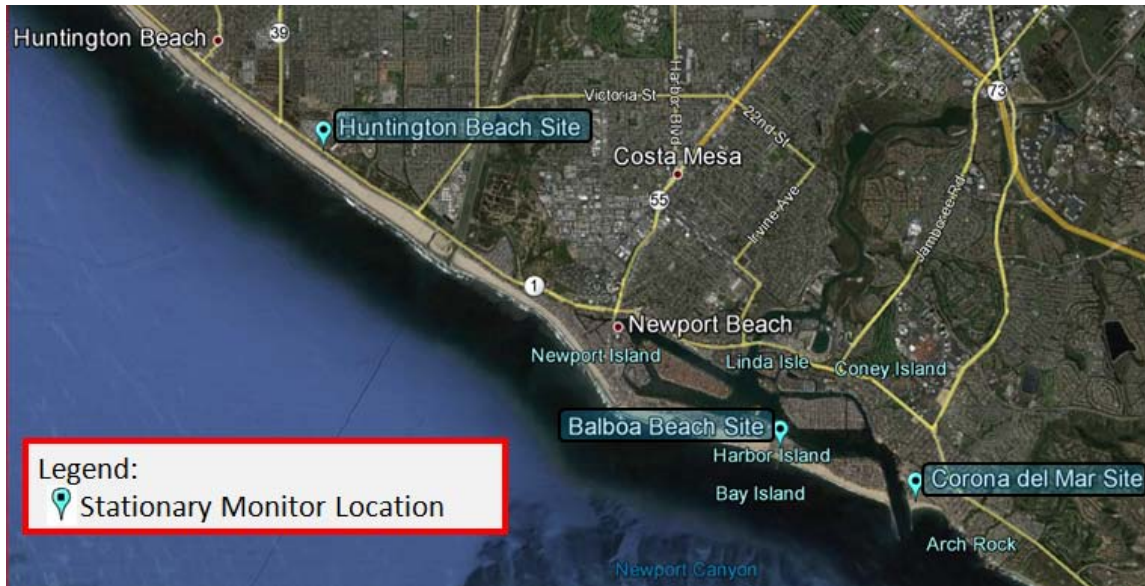 Huntington Beach
39
Huntington Beach Site
Victoria St
Harbor Blvd
22nd St
73
Costa Mesa
55
Irvine Ave
Jamboree Rd
1
Newport Beach
Newport Island
Linda Isle
Coney Island
Balboa Beach Site
Harbor Island
Bay Island
Corona del Mar Site
Arch Rock
Newport Canyon
Legend:
Stationary Monitor Location